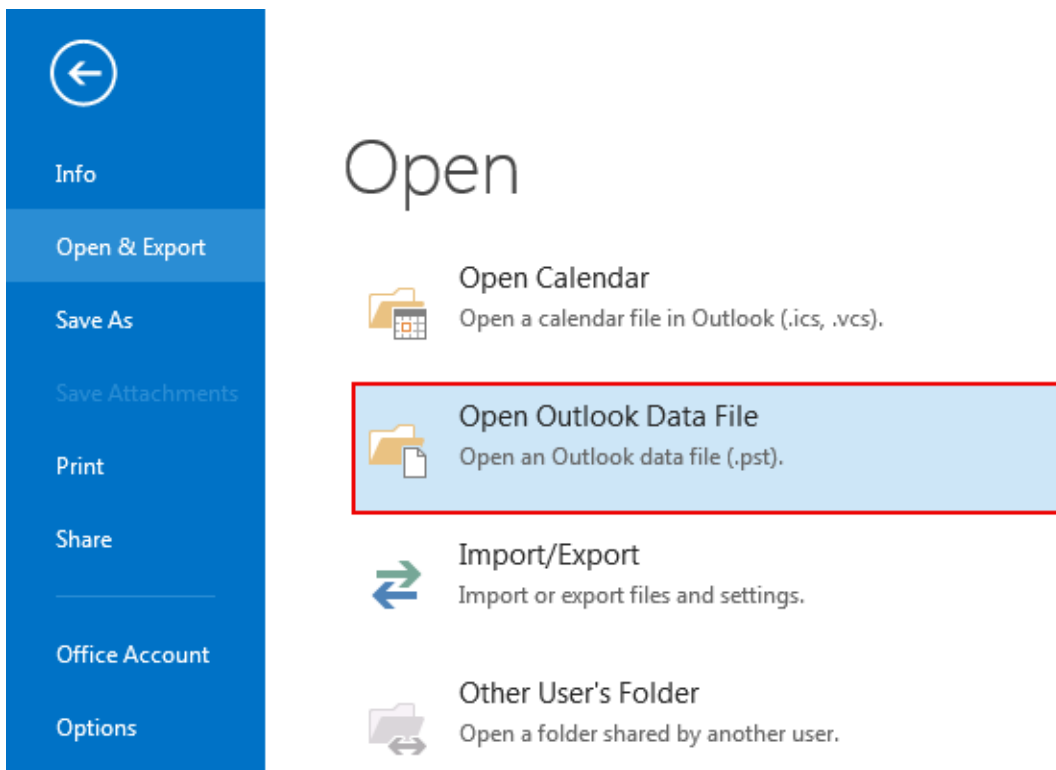 Info
Open & Export
Save As
Save Attachments
Print
Share
Office Account
Options
Open
Open Calendar
Open a calendar file in Outlook (.ics, .vcs).
Open Outlook Data File
Open an Outlook data file (.pst).
Import/Export
Import or export files and settings.
Other User's Folder
Open a folder shared by another user.